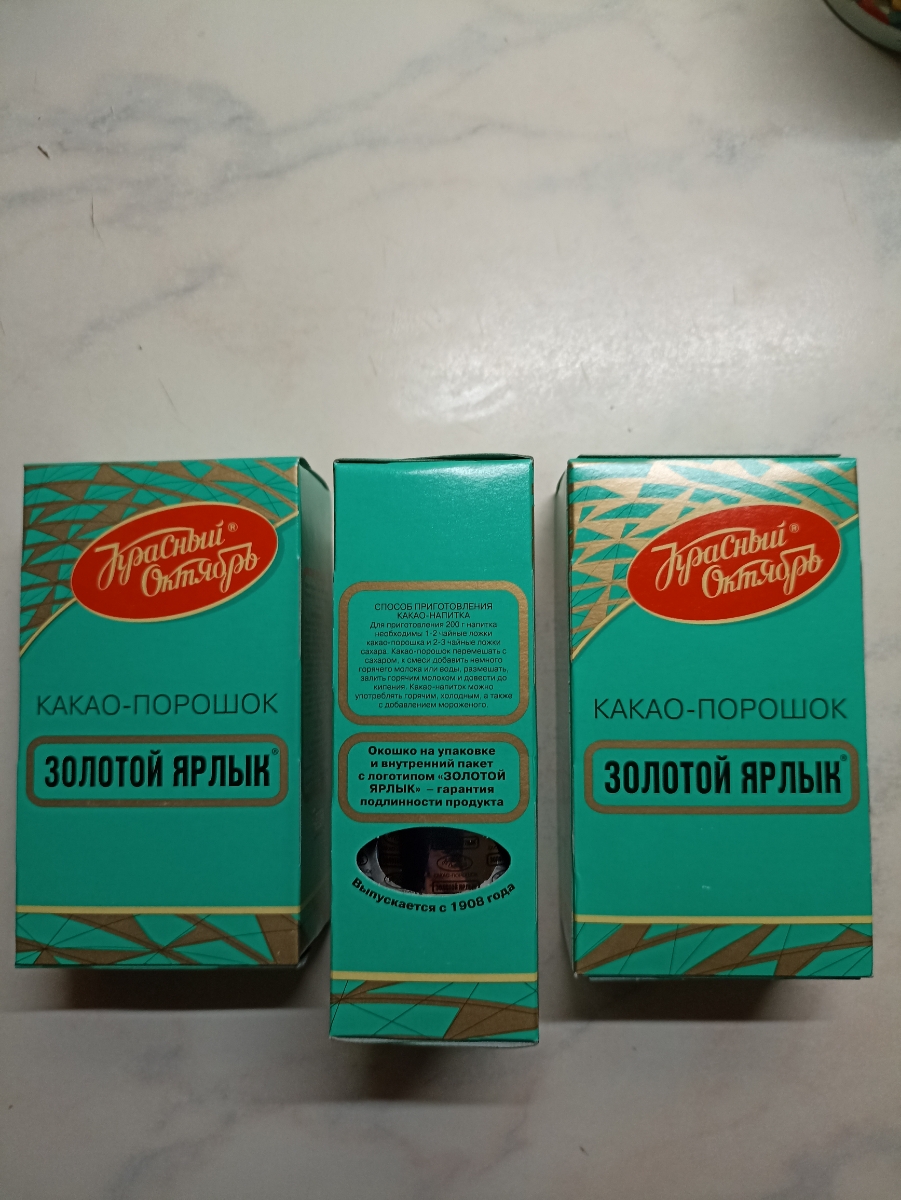 Красный®
Октябрь
КАКАО-ПОРОШОК
ЗОЛОТОЙ ЯРЛЫК®
СПОСОБ ПРИГОТОВЛЕНИЯ
КАКАО-НАПИТКА
Для приготовления 200 г напитка
необходимы 1-2 чайные ложки
какао-порошка и 2-3 чайные ложки
сахара. Какао-порошок перемешать с
сахаром, к смеси добавить немного
горячего молока или воды, размешать,
залить горячим молоком и довести до
кипения. Какао-напиток можно
употреблять горячим, холодным, а также
с добавлением мороженого.
Окошко на упаковке
и внутренний пакет
с логотипом «ЗОЛОТОЙ
ЯРЛЫК» – гарантия
подлинности продукта
ЗОЛОТОЙ ЯРЛЫК
Выпускается с 1908 года
Красный®
Октябрь
КАКАО-ПОРОШОК
ЗОЛОТОЙ ЯРЛЫК®